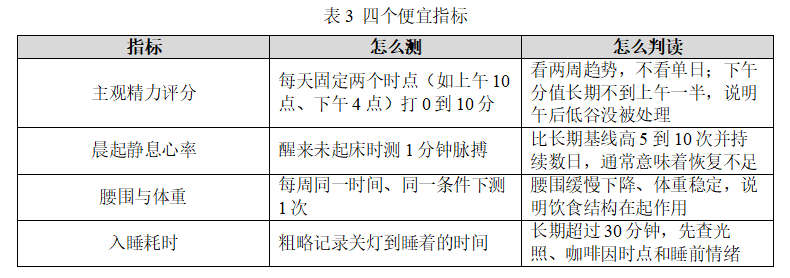 表 3 四个便宜指标
指标 怎么测 怎么判读
主观精力评分
每天固定两个时点（如上午 10
点、下午 4 点）打 0 到 10 分
看两周趋势，不看单日；下午
分值长期不到上午一半，说明
午后低谷没被处理
晨起静息心率
醒来未起床时测 1 分钟脉搏
比长期基线高 5 到 10 次并持
续数日，通常意味着恢复不足
腰围与体重
每周同一时间、同一条件下测
1 次
腰围缓慢下降、体重稳定，说
明饮食结构在起作用
入睡耗时
粗略记录关灯到睡着的时间
长期超过 30 分钟，先查光
照、咖啡因时点和睡前情绪